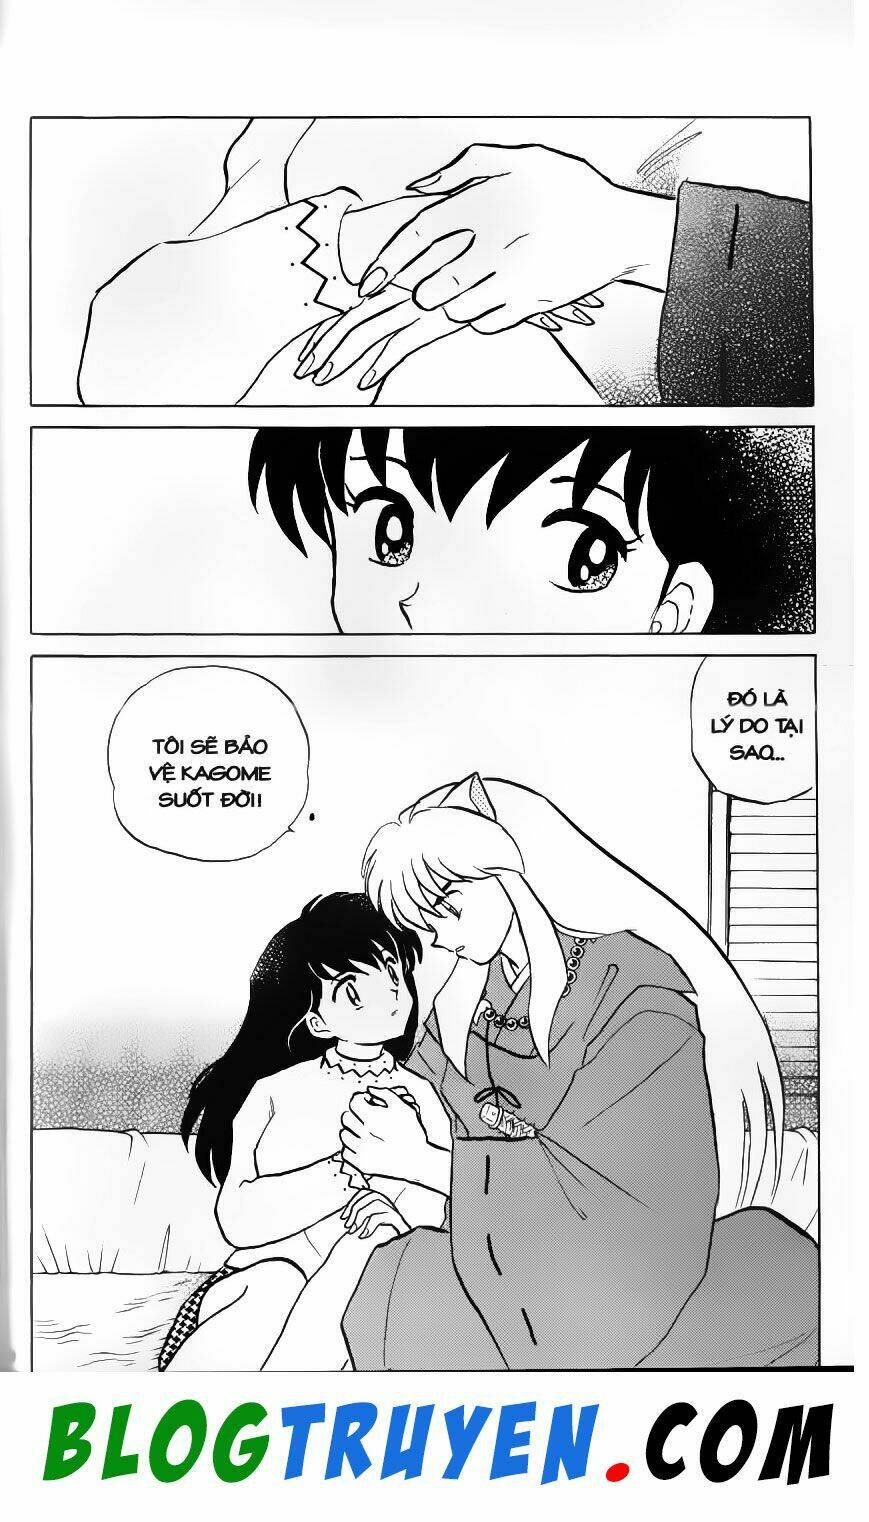 ĐÓ LÀ
LÝ DO TẠI
SAO...
TÔI SẼ BẢO
VỆ KAGOME
SUỐT ĐỜI!
BLOGTRUYEN.COM